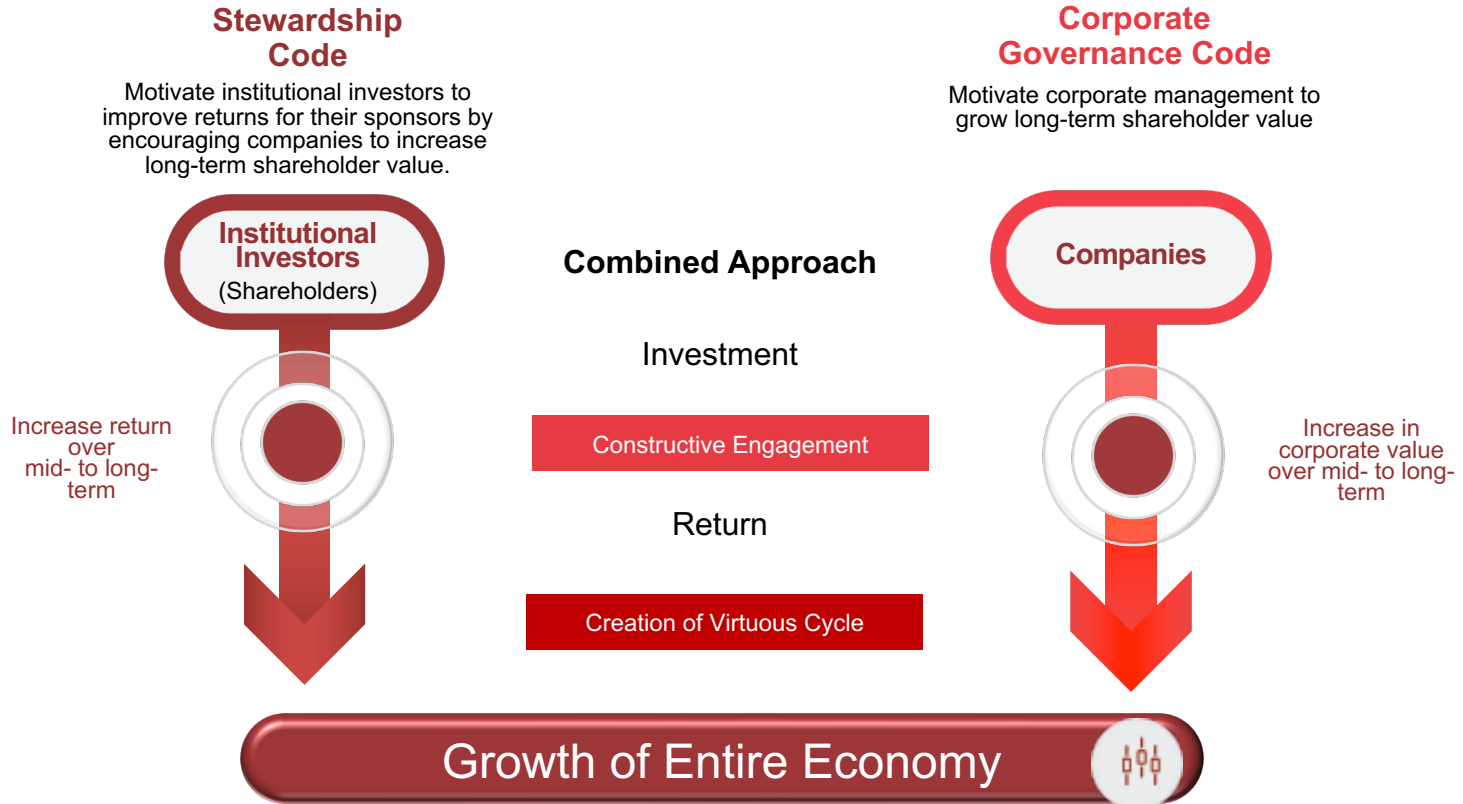 Stewardship
Code
Motivate institutional investors to
improve returns for their sponsors by
encouraging companies to increase
long-term shareholder value.
Corporate
Governance Code
Motivate corporate management to
grow long-term shareholder value
Institutional
Investors
(Shareholders)
Combined Approach
Companies
Investment
Increase return
over
mid- to long-
term
Constructive Engagement
Increase in
corporate value
over mid- to long-
term
Return
Creation of Virtuous Cycle
Growth of Entire Economy